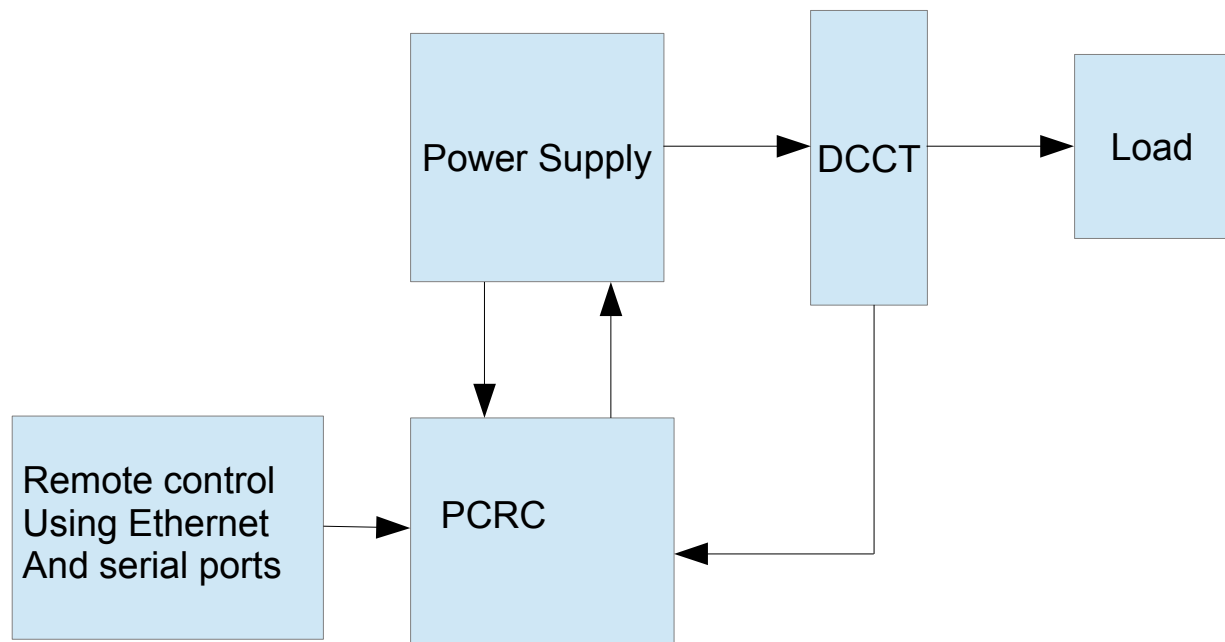 Power Supply
DCCT
Load
Remote control
Using Ethernet
And serial ports
PCRC